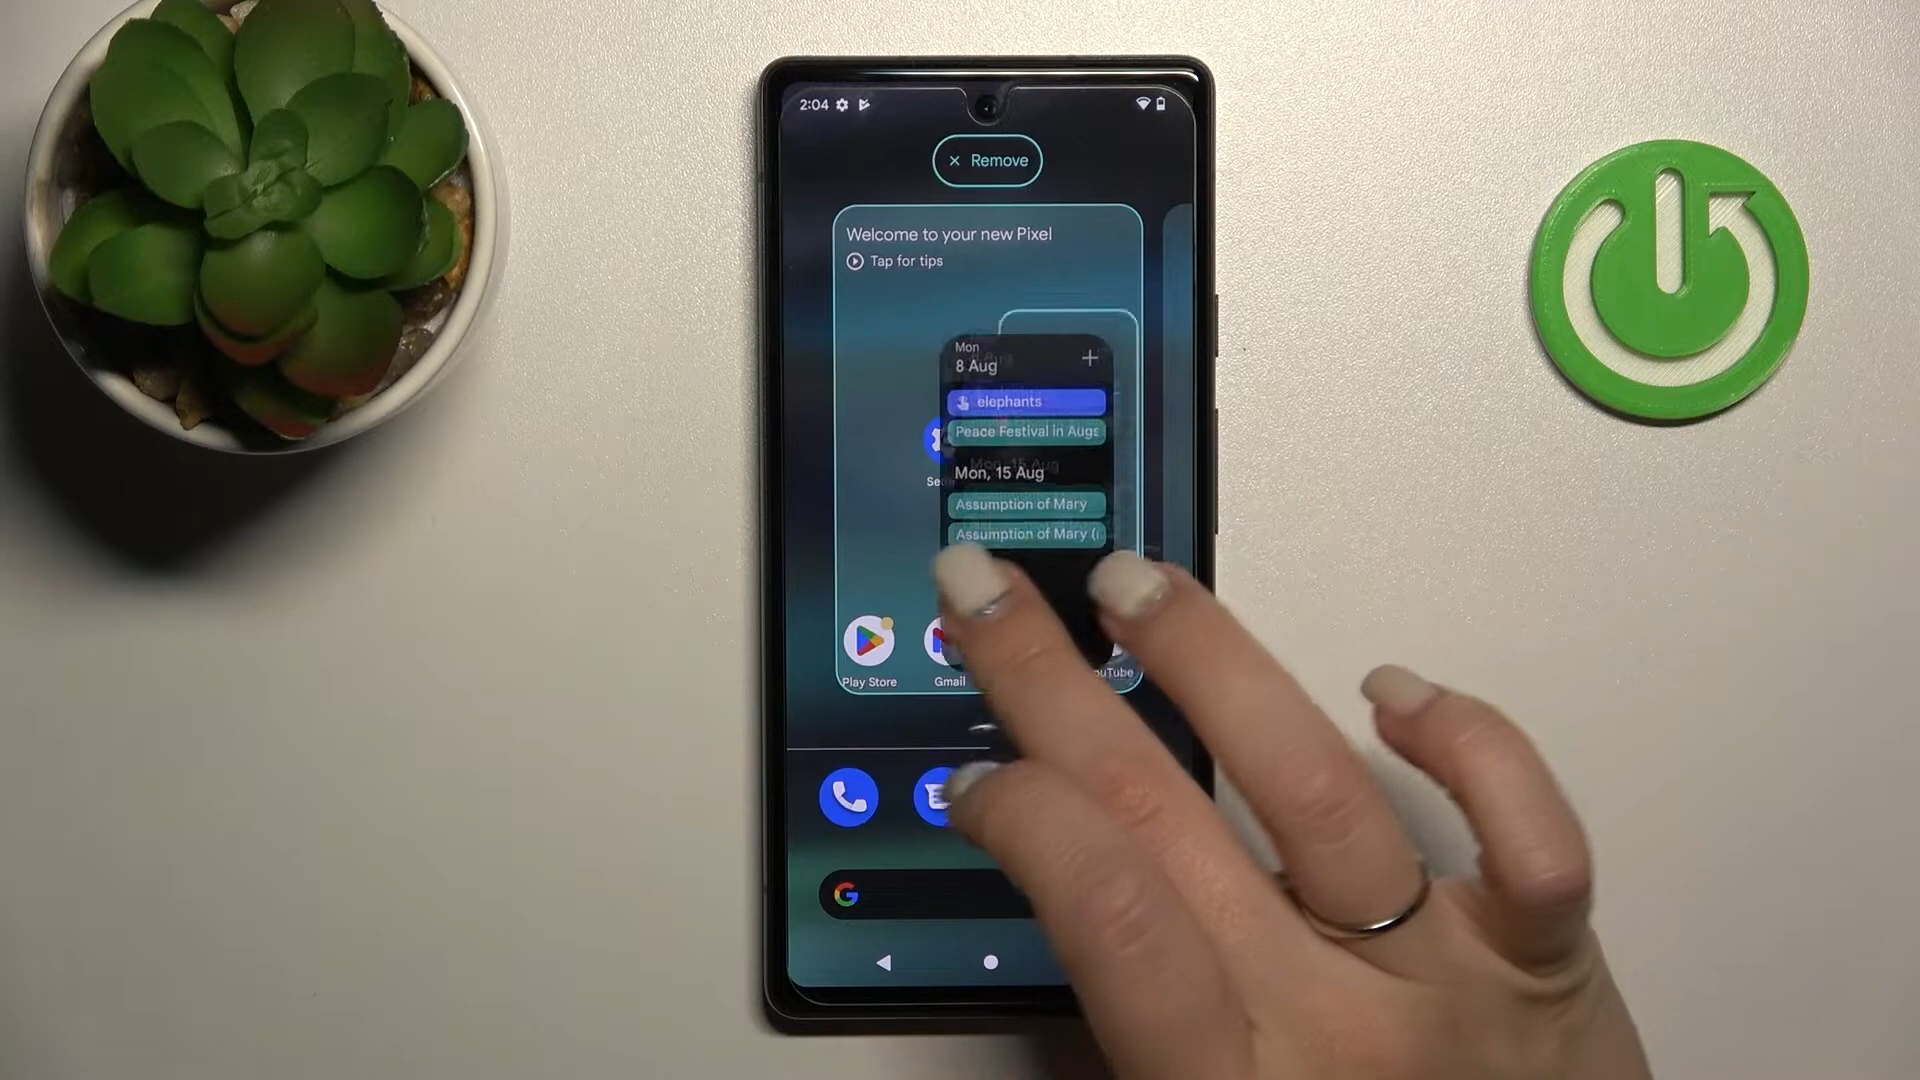 2:04
× Remove
Welcome to your new Pixel
Tap for tips
Mon
8 Aug
+
elephants
Peace Festival in Augs
Mon, 15 Aug
Assumption of Mary
Assumption of Mary (
Play Store
Gmail
ouTube
G